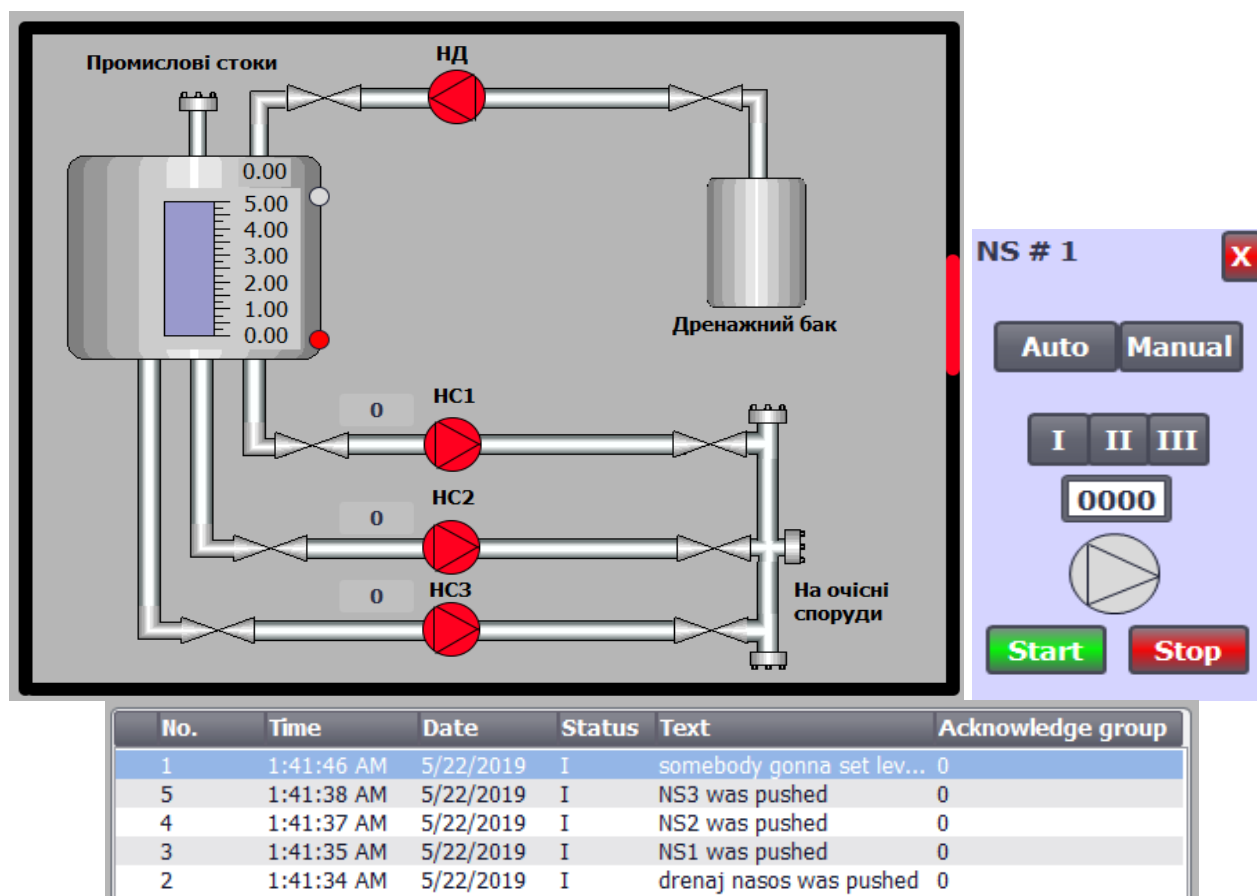 Промислові стоки
НД
0.00
5.00
4.00
3.00
2.00
1.00
0.00
Дренажний бак
НС1
0
НС2
0
НС3
0
На очісні
споруди
NS # 1
X
Auto Manual
I II III
0000
Start Stop
No. Time Date Status Text Acknowledge group
1 1:41:46 AM 5/22/2019 I somebody gonna set lev... 0
5 1:41:38 AM 5/22/2019 I NS3 was pushed 0
4 1:41:37 AM 5/22/2019 I NS2 was pushed 0
3 1:41:35 AM 5/22/2019 I NS1 was pushed 0
2 1:41:34 AM 5/22/2019 I drenaj nasos was pushed 0